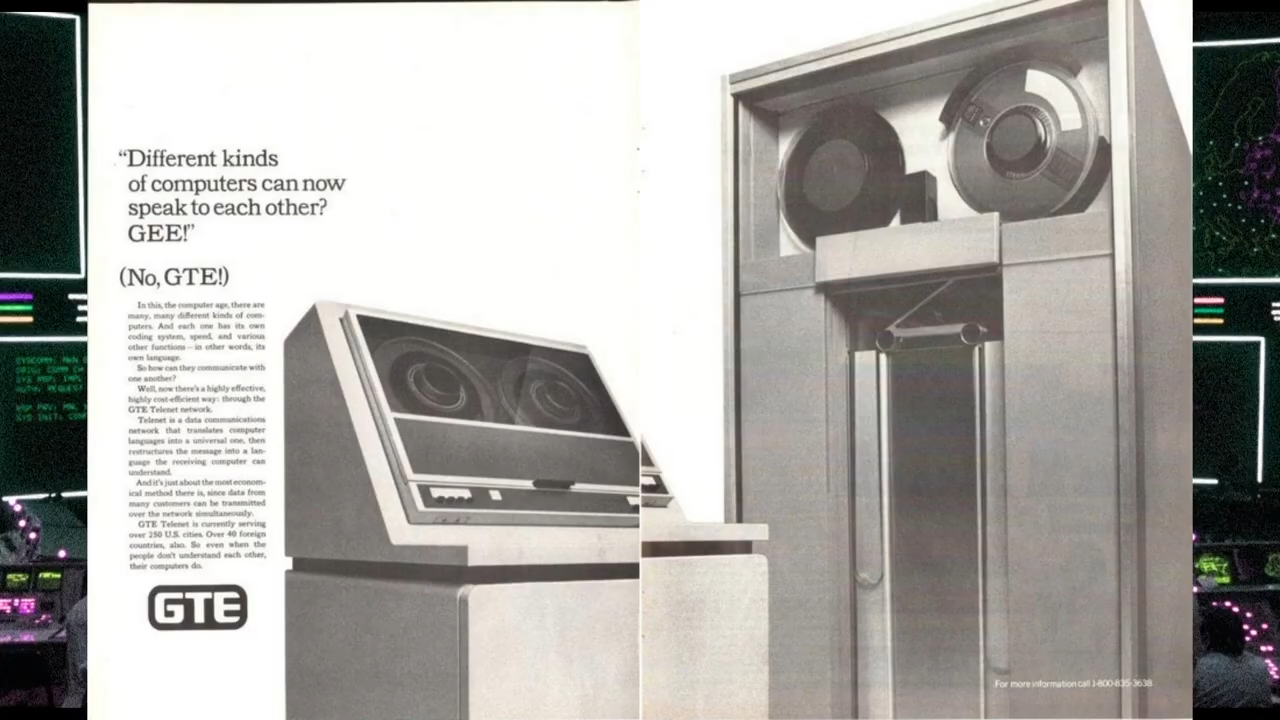 “Different kinds
of computers can now
speak to each other?
GEE!”
(No, GTE!)
In this, the computer age, there are
many, many different kinds of com-
puters. And each one has its own
coding system, speed, and various
other functions—in other words, its
own language.
So how can they communicate with
one another?
Well, now there's a highly effective,
highly cost-efficient way: through the
GTE Telenet network.
Telenet is a data communications
network that translates computer
languages into a universal one, then
restructures the message into a lan-
guage the receiving computer can
understand.
And it's just about the most econom-
ical method there is, since data from
many customers can be transmitted
over the network simultaneously.
GTE Telenet is currently serving
over 250 U.S. cities. Over 40 foreign
countries, also. So even when the
people don't understand each other,
their computers do.
GTE
For more information call 1-800-835-3638